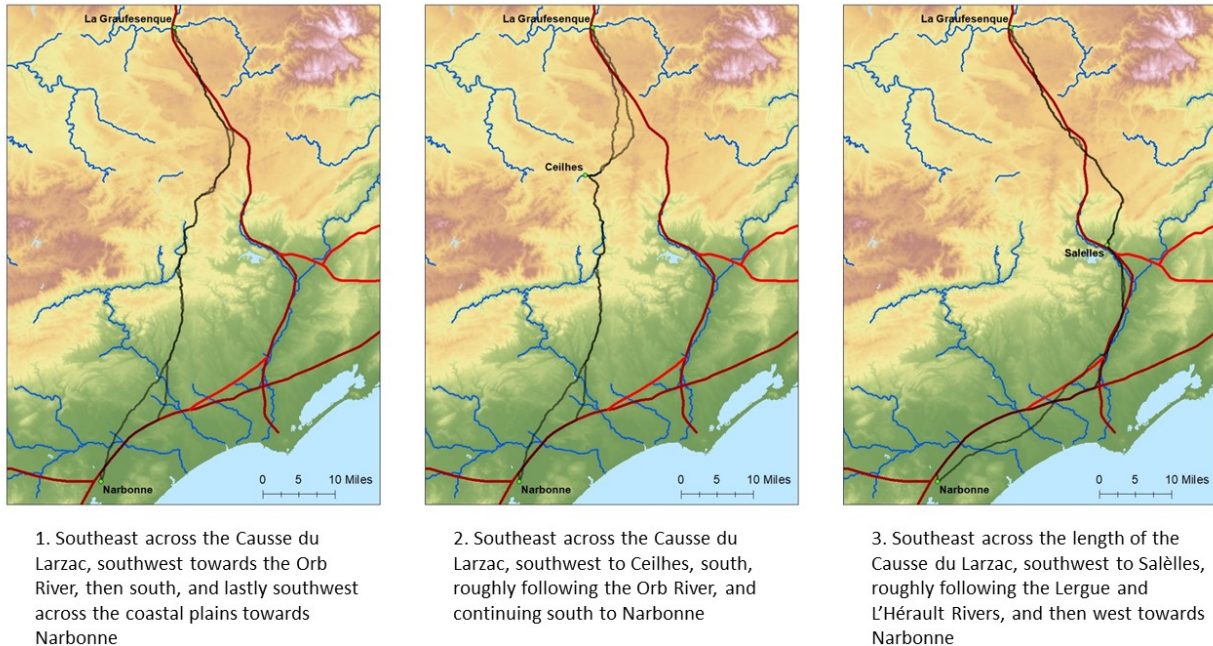 La Graufesenque
Narbonne
0 5 10 Miles
1. Southeast across the Causse du
Larzac, southwest towards the Orb
River, then south, and lastly southwest
across the coastal plains towards
Narbonne
La Graufesenque
Ceilhes
Narbonne
0 5 10 Miles
2. Southeast across the Causse du
Larzac, southwest to Ceilhes, south,
roughly following the Orb River, and
continuing south to Narbonne
La Graufesenque
Salelles
Narbonne
0 5 10 Miles
3. Southeast across the length of the
Causse du Larzac, southwest to Salèlles,
roughly following the Lergue and
L'Hérault Rivers, and then west towards
Narbonne